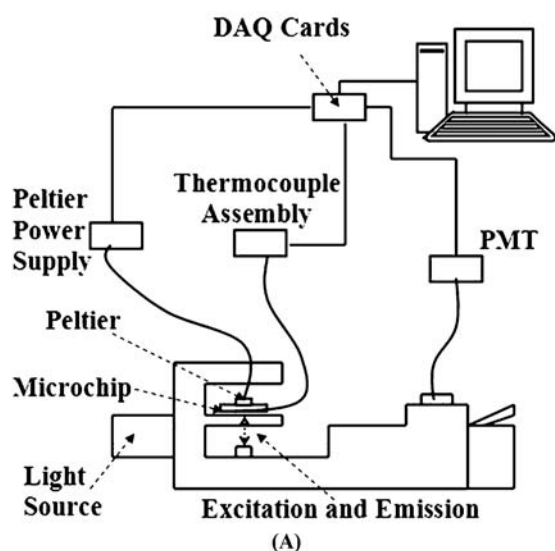 DAQ Cards
Thermocouple
Assembly
Peltier
Power
Supply
PMT
Peltier
Microchip
Light
Source
Excitation and Emission
(A)